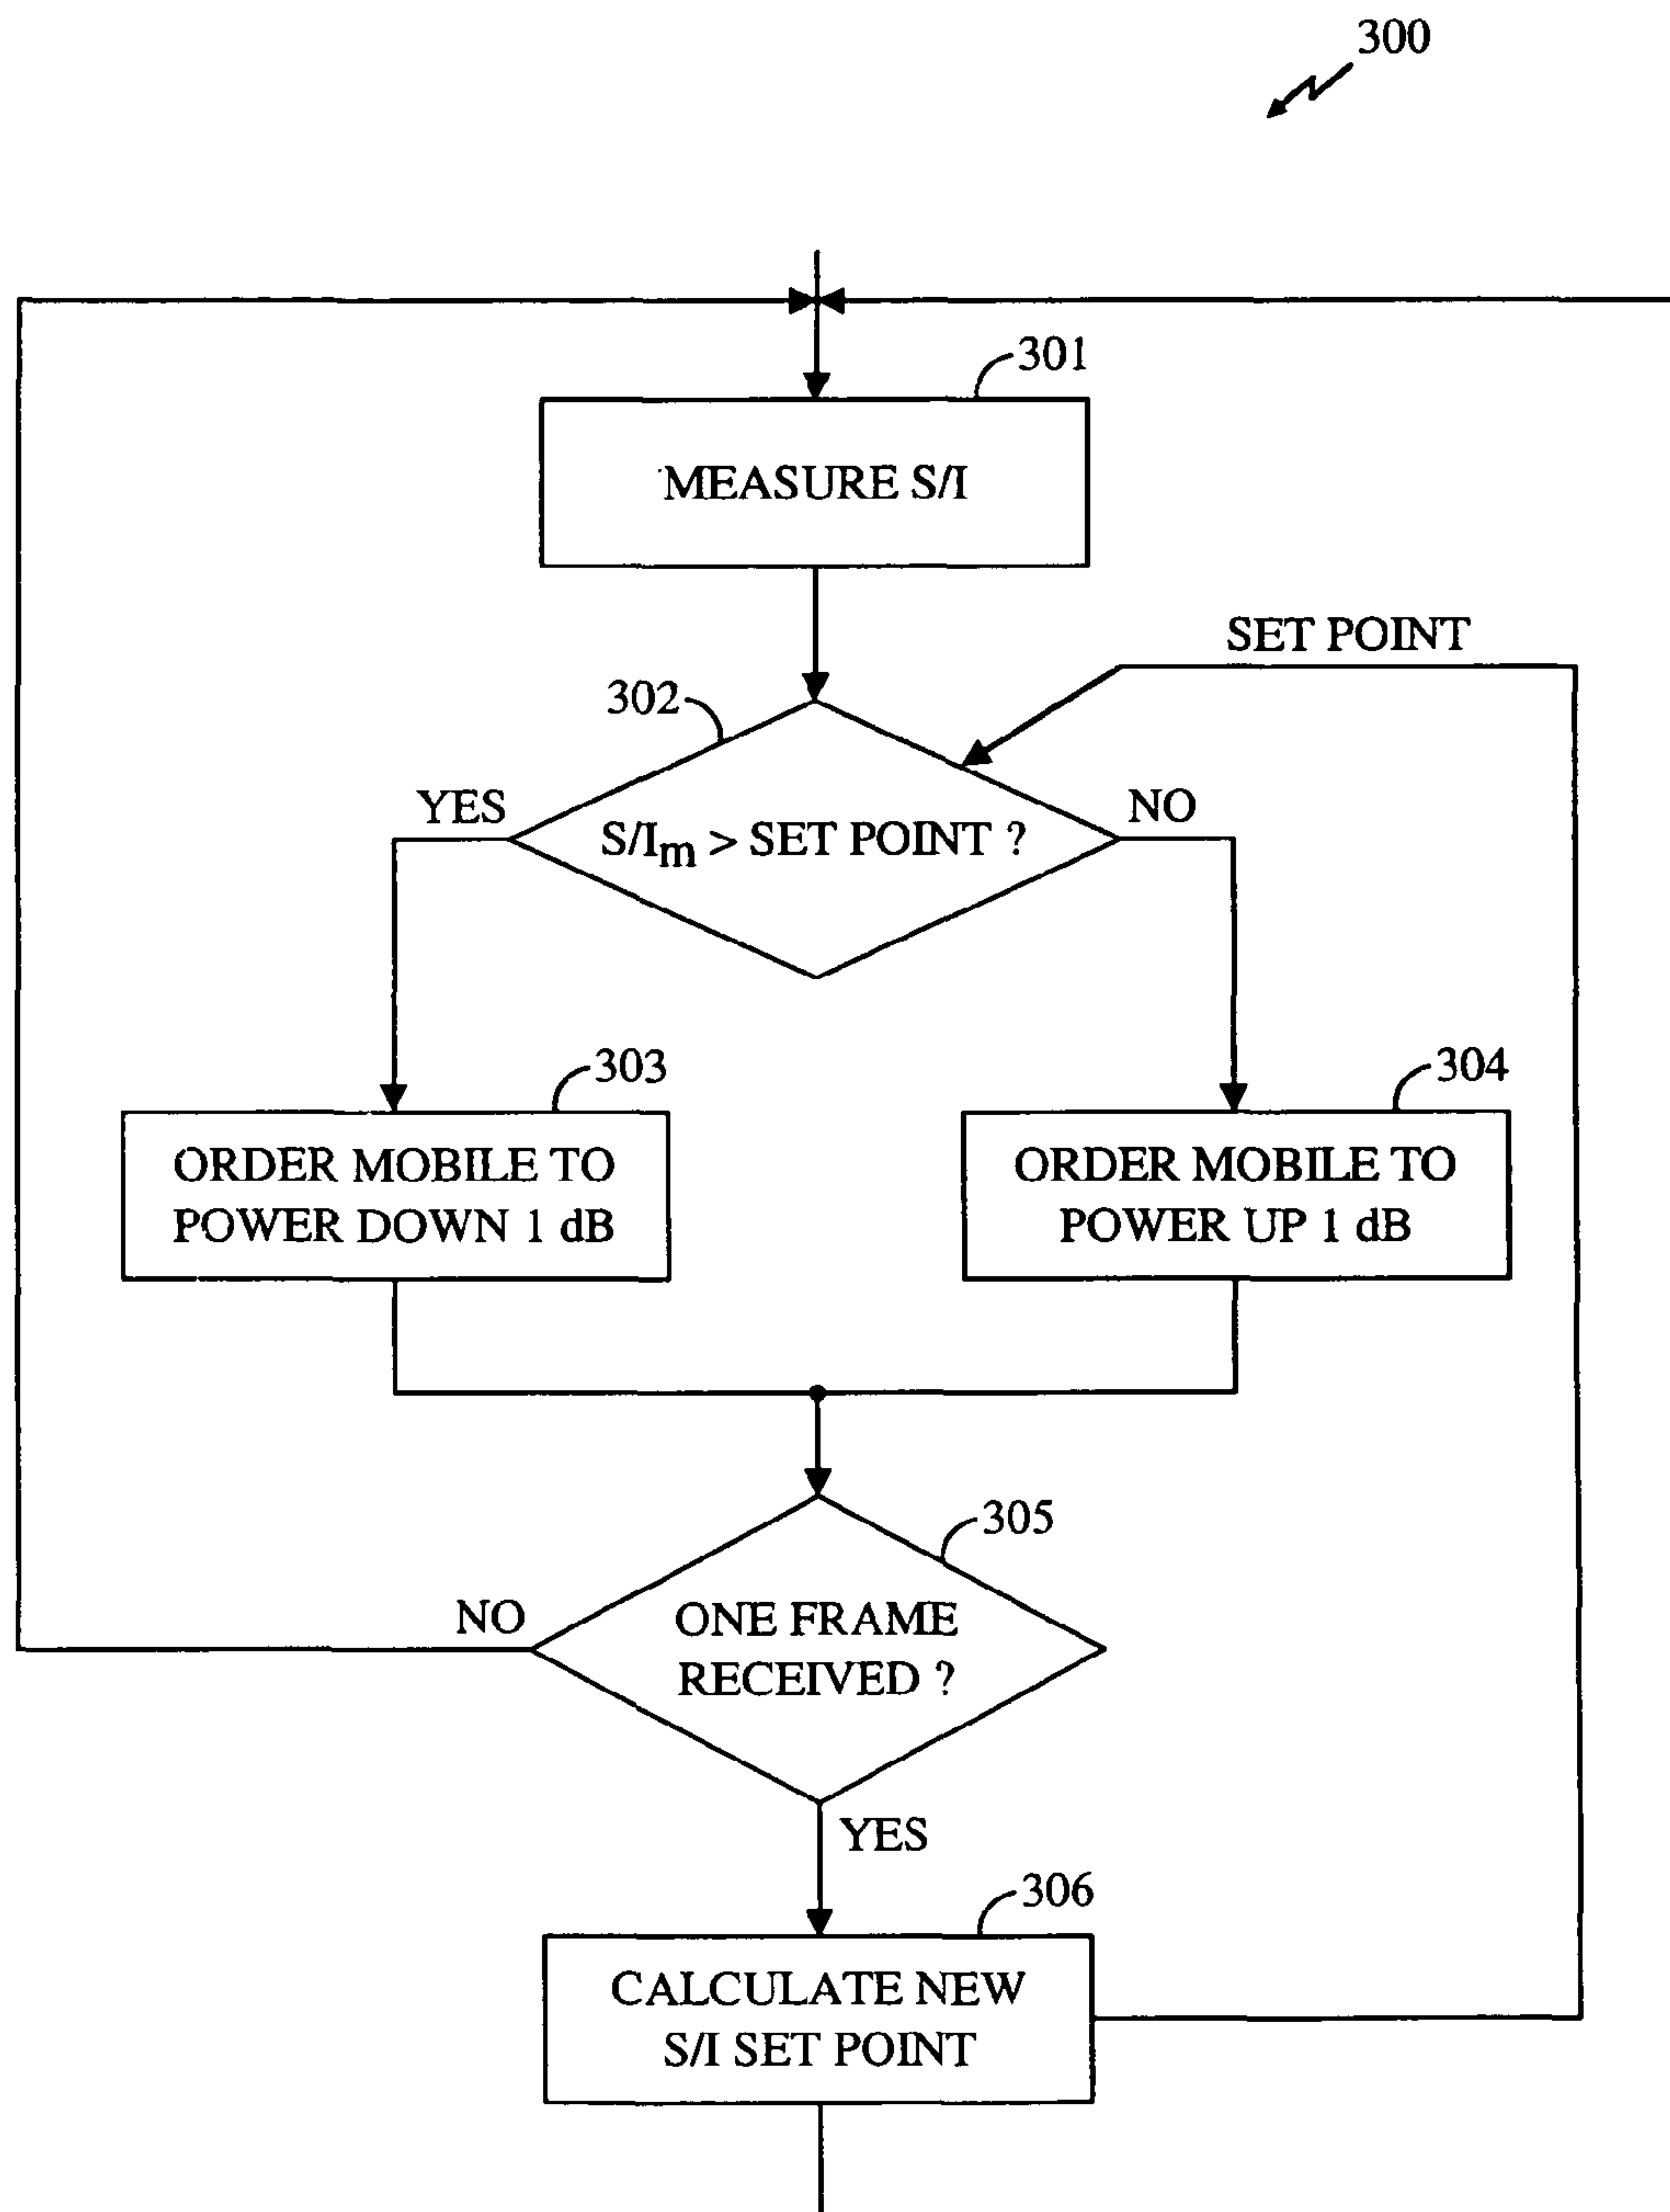 300
301
MEASURE S/I
SET POINT
302
YES
NO
S/Im > SET POINT ?
303
304
ORDER MOBILE TO
POWER DOWN 1 dB
ORDER MOBILE TO
POWER UP 1 dB
305
NO
ONE FRAME
RECEIVED ?
YES
306
CALCULATE NEW
S/I SET POINT